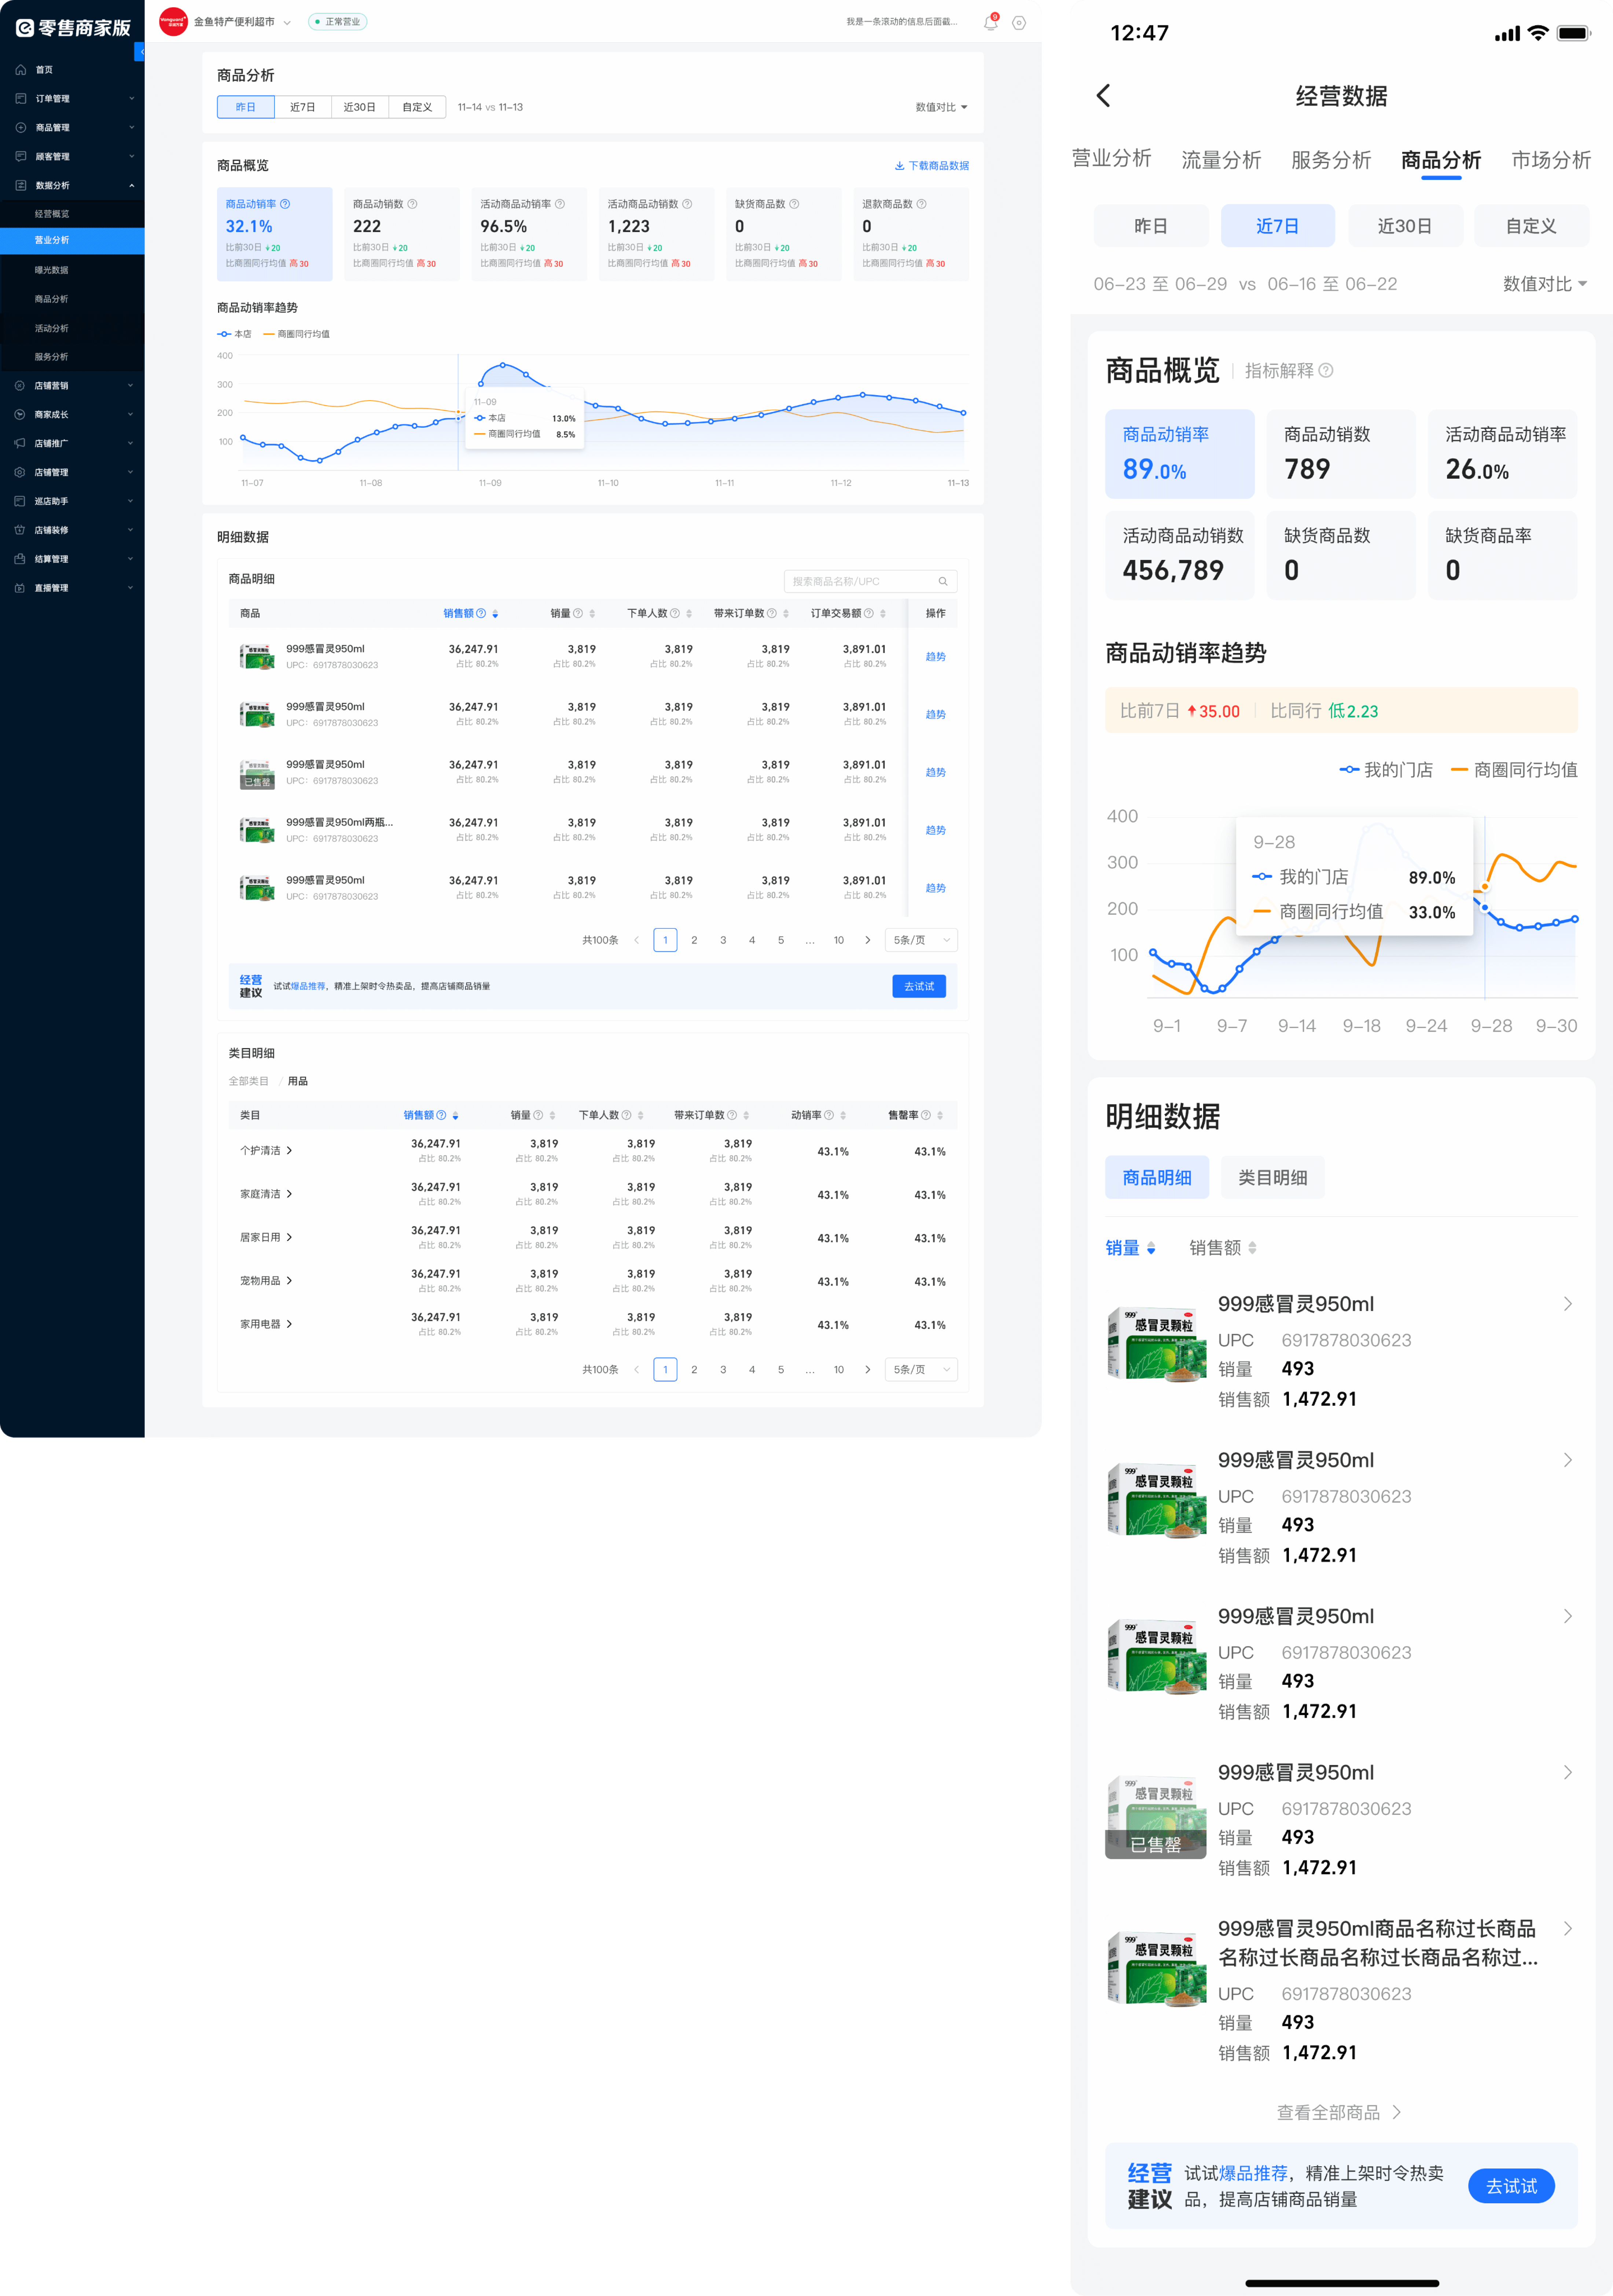 零售商家版
首页
订单管理
商品管理
顾客管理
数据分析
经营概览
营业分析
曝光数据
商品分析
活动分析
服务分析
店铺营销
商家成长
店铺推广
店铺管理
巡店助手
店铺装修
结算管理
直播管理
Vanguard 金鱼特产便利超市 正常营业 我是一条滚动的信息后面截...
商品分析
昨日 近7日 近30日 自定义 11-14 vs 11-13 数值对比
商品概览 下载商品数据
商品动销率 商品动销数 活动商品动销率 活动商品动销数 缺货商品数 退款商品数
32.1% 222 96.5% 1,223 0 0
比前30日 20 比前30日 20 比前30日 20 比前30日 20 比前30日 20 比前30日 20
比商圈同行均值 高 30 比商圈同行均值 高 30 比商圈同行均值 高 30 比商圈同行均值 高 30 比商圈同行均值 高 30 比商圈同行均值 高 30
商品动销率趋势
本店 商圈同行均值
400
300
200
100
11-09
本店 13.0%
商圈同行均值 8.5%
11-07 11-08 11-09 11-10 11-11 11-12 11-13
明细数据
商品明细 搜索商品名称/UPC
商品 销售额 销量 下单人数 带来订单数 订单交易额 操作
999感冒灵950ml 36,247.91 3,819 3,819 3,819 3,891.01 趋势
UPC: 6917878030623 占比 80.2% 占比 80.2% 占比 80.2% 占比 80.2% 占比 80.2%
999感冒灵950ml 36,247.91 3,819 3,819 3,819 3,891.01 趋势
UPC: 6917878030623 占比 80.2% 占比 80.2% 占比 80.2% 占比 80.2% 占比 80.2%
999感冒灵950ml 36,247.91 3,819 3,819 3,819 3,891.01 趋势
已售罄 UPC: 6917878030623 占比 80.2% 占比 80.2% 占比 80.2% 占比 80.2% 占比 80.2%
999感冒灵950ml两瓶... 36,247.91 3,819 3,819 3,819 3,891.01 趋势
UPC: 6917878030623 占比 80.2% 占比 80.2% 占比 80.2% 占比 80.2% 占比 80.2%
999感冒灵950ml 36,247.91 3,819 3,819 3,819 3,891.01 趋势
UPC: 6917878030623 占比 80.2% 占比 80.2% 占比 80.2% 占比 80.2% 占比 80.2%
共100条 1 2 3 4 5 ... 10 5条/页
经营建议 试试爆品推荐，精准上架时令热卖品，提高店铺商品销量 去试试
类目明细
全部类目 / 用品
类目 销售额 销量 下单人数 带来订单数 动销率 售罄率
个护清洁 36,247.91 3,819 3,819 3,819 43.1% 43.1%
占比 80.2% 占比 80.2% 占比 80.2% 占比 80.2%
家庭清洁 36,247.91 3,819 3,819 3,819 43.1% 43.1%
占比 80.2% 占比 80.2% 占比 80.2% 占比 80.2%
居家日用 36,247.91 3,819 3,819 3,819 43.1% 43.1%
占比 80.2% 占比 80.2% 占比 80.2% 占比 80.2%
宠物用品 36,247.91 3,819 3,819 3,819 43.1% 43.1%
占比 80.2% 占比 80.2% 占比 80.2% 占比 80.2%
家用电器 36,247.91 3,819 3,819 3,819 43.1% 43.1%
占比 80.2% 占比 80.2% 占比 80.2% 占比 80.2%
共100条 1 2 3 4 5 ... 10 5条/页
12:47
经营数据
营业分析 流量分析 服务分析 商品分析 市场分析
昨日 近7日 近30日 自定义
06-23 至 06-29 vs 06-16 至 06-22 数值对比
商品概览 指标解释
商品动销率 商品动销数 活动商品动销率
89.0% 789 26.0%
活动商品动销数 缺货商品数 缺货商品率
456,789 0 0
商品动销率趋势
比前7日 35.00 比同行 低2.23
我的门店 商圈同行均值
400
300
200
100
9-28
我的门店 89.0%
商圈同行均值 33.0%
9-1 9-7 9-14 9-18 9-24 9-28 9-30
明细数据
商品明细 类目明细
销量 销售额
999 感冒灵颗粒
999感冒灵950ml
UPC 6917878030623
销量 493
销售额 1,472.91
999 感冒灵颗粒
999感冒灵950ml
UPC 6917878030623
销量 493
销售额 1,472.91
999 感冒灵颗粒
999感冒灵950ml
UPC 6917878030623
销量 493
销售额 1,472.91
999 感冒灵颗粒
已售罄
999感冒灵950ml
UPC 6917878030623
销量 493
销售额 1,472.91
999 感冒灵颗粒
999感冒灵950ml商品名称过长商品
名称过长商品名称过长商品名称过...
UPC 6917878030623
销量 493
销售额 1,472.91
查看全部商品
经营 试试爆品推荐，精准上架时令热卖
建议 品，提高店铺商品销量
去试试